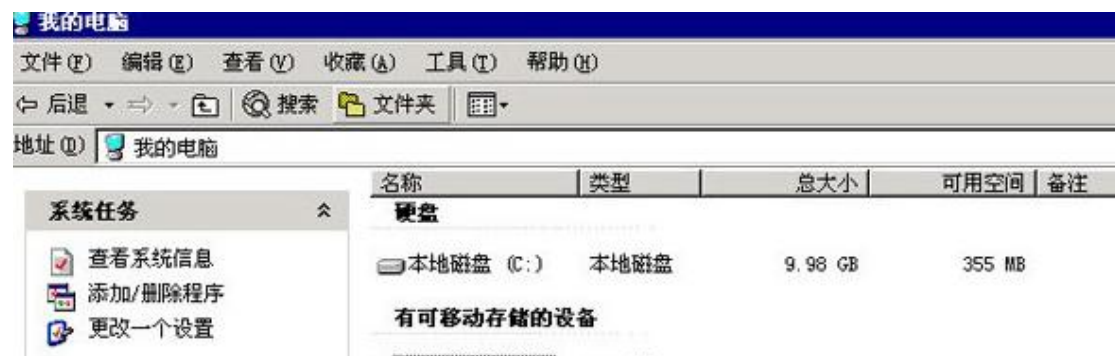 我的电脑
文件(F) 编辑(E) 查看(V) 收藏(A) 工具(T) 帮助(H)
后退 搜索 文件夹
地址(D) 我的电脑
名称 类型 总大小 可用空间 备注
系统任务
硬盘
查看系统信息
本地磁盘 (C:) 本地磁盘 9.98 GB 355 MB
添加/删除程序
更改一个设置
有可移动存储的设备